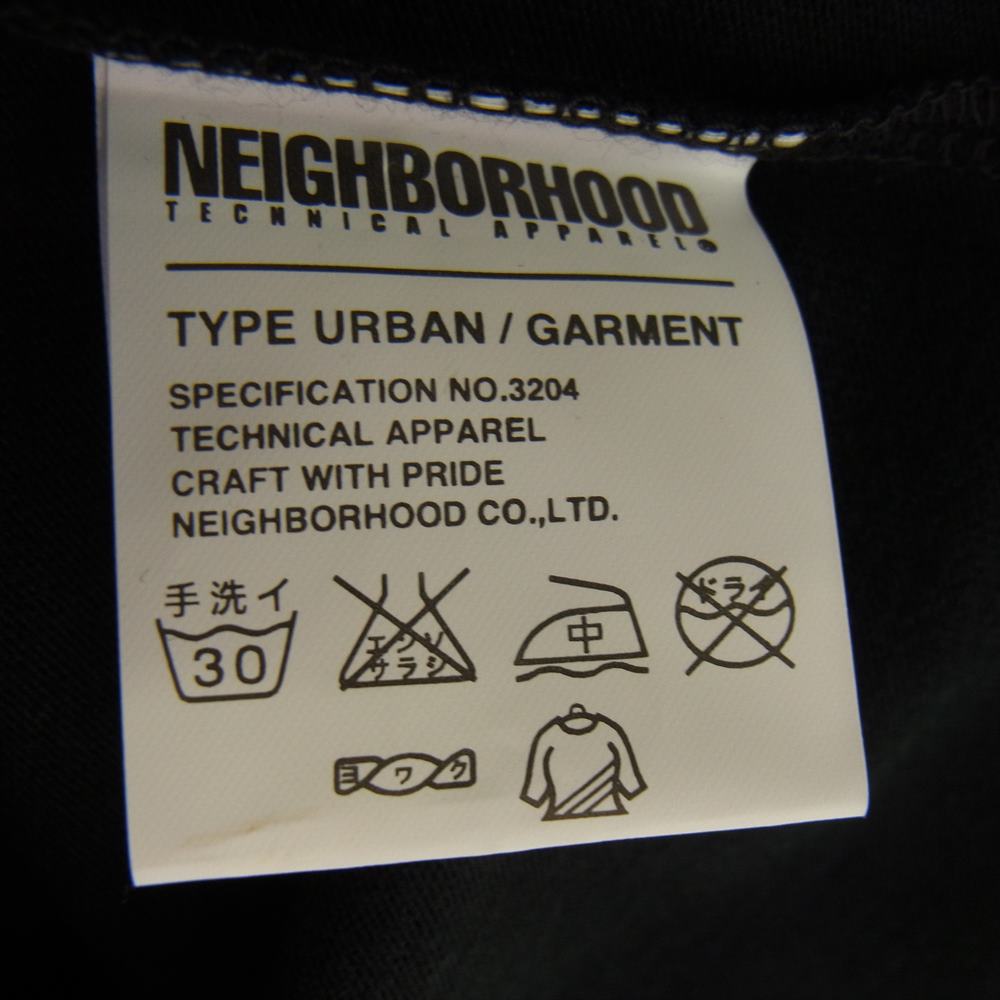 NEIGHBORHOOD
TECHNICAL APPAREL®
TYPE URBAN / GARMENT
SPECIFICATION NO.3204
TECHNICAL APPAREL
CRAFT WITH PRIDE
NEIGHBORHOOD CO.,LTD.
手洗イ
30
エンソ
サラシ
中
ドライ
ヨワク